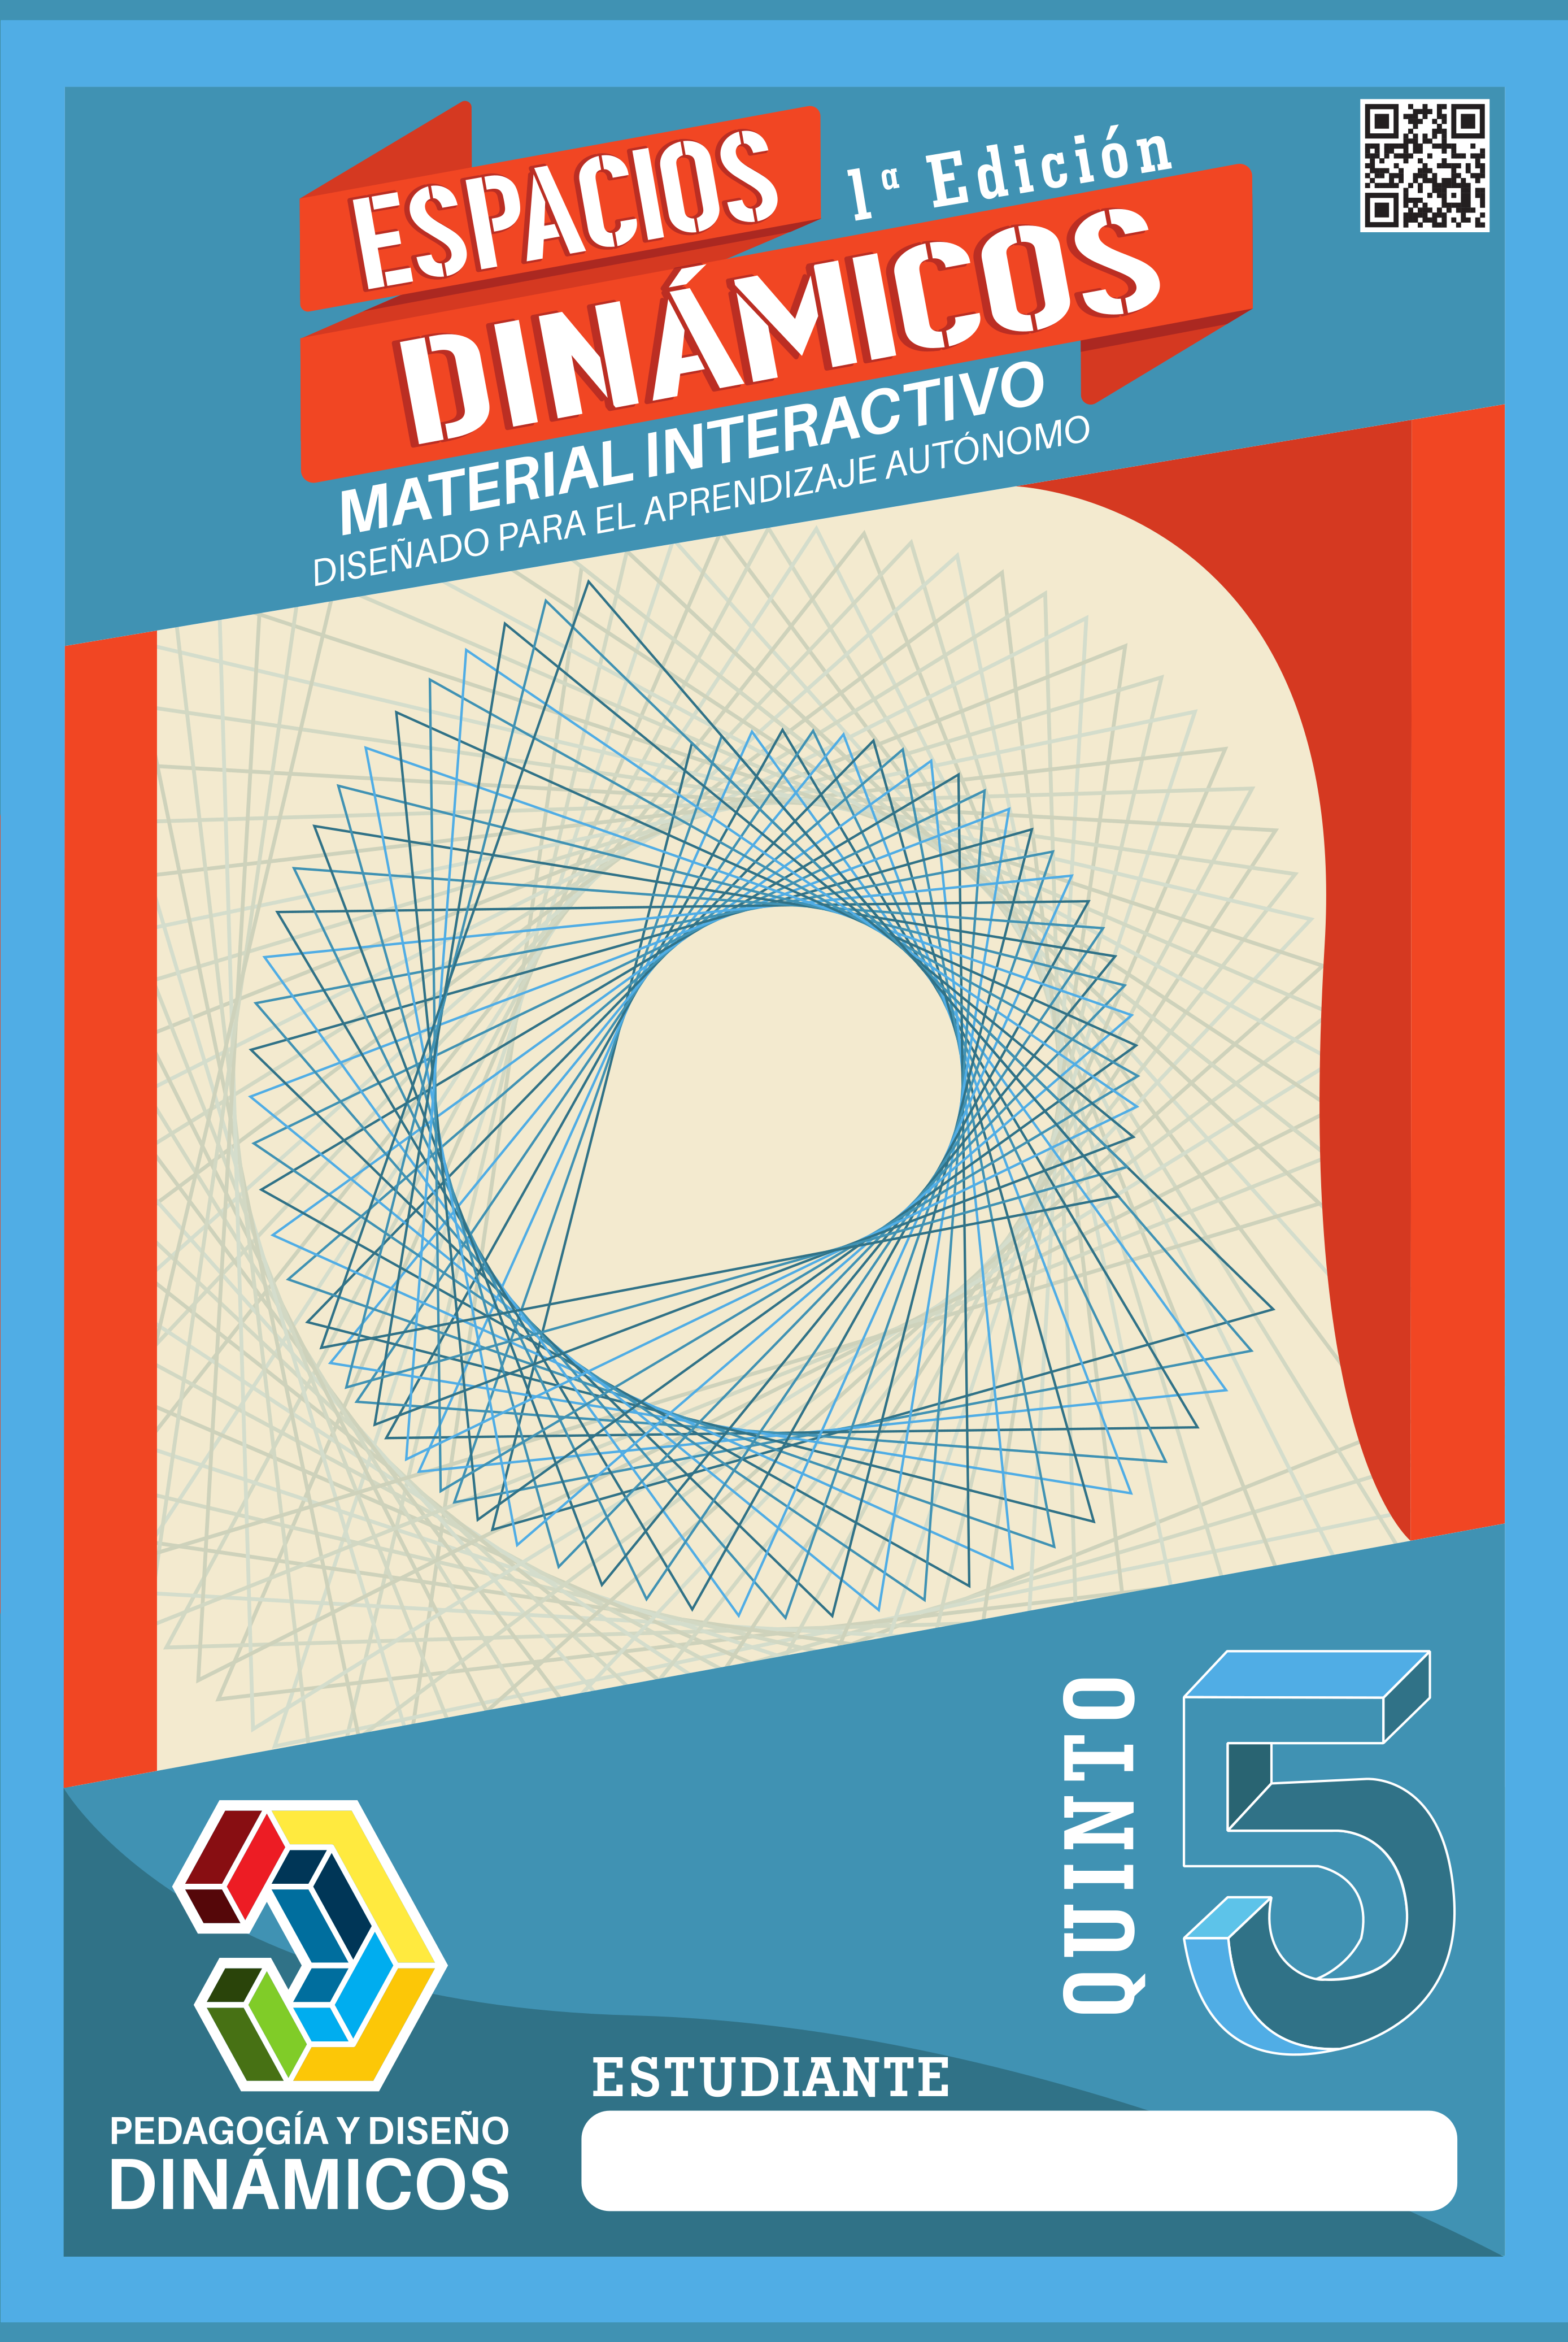 ESPACIOS
1ª Edición
DINÁMICOS
MATERIAL INTERACTIVO
DISEÑADO PARA EL APRENDIZAJE AUTÓNOMO
QUINTO
5
ESTUDIANTE
PEDAGOGÍA Y DISEÑO
DINÁMICOS